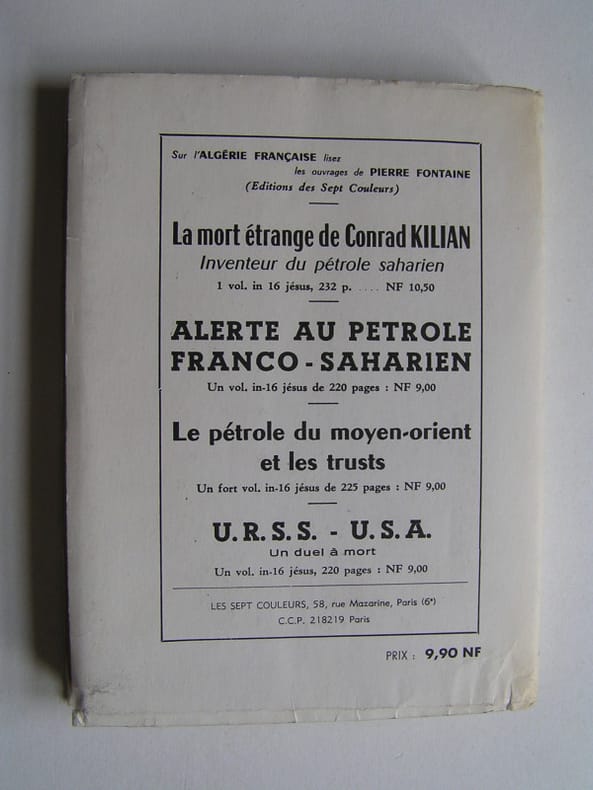 Sur l'ALGÉRIE FRANÇAISE lisez
les ouvrages de PIERRE FONTAINE
(Editions des Sept Couleurs)
La mort étrange de Conrad KILIAN
Inventeur du pétrole saharien
1 vol. in 16 jésus, 232 p. .... NF 10,50
ALERTE AU PETROLE
FRANCO-SAHARIEN
Un vol. in-16 jésus de 220 pages : NF 9,00
Le pétrole du moyen-orient
et les trusts
Un fort vol. in-16 jésus de 225 pages : NF 9,00
U.R.S.S. - U.S.A.
Un duel à mort
Un vol. in-16 jésus, 220 pages : NF 9,00
LES SEPT COULEURS, 58, rue Mazarine, Paris (6e)
C.C.P. 218219 Paris
PRIX : 9,90 NF